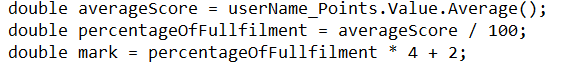 double averageScore = userName_Points.Value.Average();
double percentageOfFullfilment = averageScore / 100;
double mark = percentageOfFullfilment * 4 + 2;